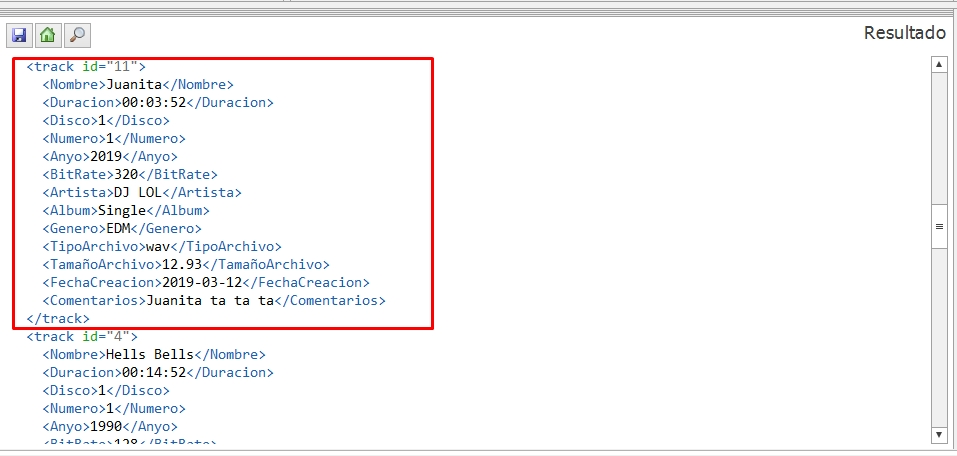 Resultado
<track id="11">
<Nombre>Juanita</Nombre>
<Duracion>00:03:52</Duracion>
<Disco>1</Disco>
<Numero>1</Numero>
<Anyo>2019</Anyo>
<BitRate>320</BitRate>
<Artista>DJ LOL</Artista>
<Album>Single</Album>
<Genero>EDM</Genero>
<TipoArchivo>wav</TipoArchivo>
<TamañoArchivo>12.93</TamañoArchivo>
<FechaCreacion>2019-03-12</FechaCreacion>
<Comentarios>Juanita ta ta ta</Comentarios>
</track>
<track id="4">
<Nombre>Hells Bells</Nombre>
<Duracion>00:14:52</Duracion>
<Disco>1</Disco>
<Numero>1</Numero>
<Anyo>1990</Anyo>
<BitRate>128</BitRate>